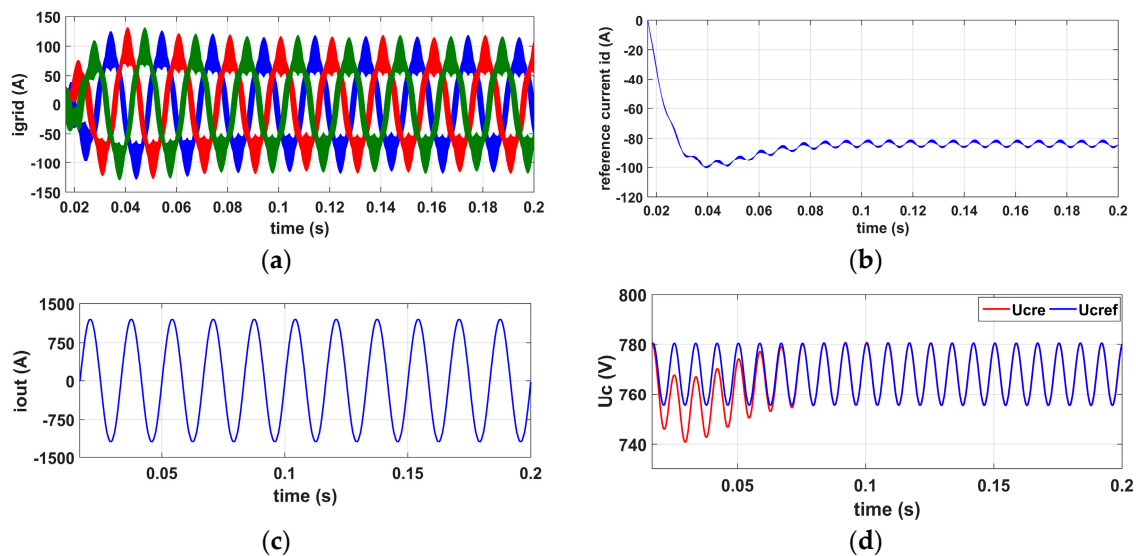 150
100
50
0
-50
-100
-150
igrid (A)
0.02 0.04 0.06 0.08 0.1 0.12 0.14 0.16 0.18 0.2
time (s)
(a)
0
-20
-40
-60
-80
-100
-120
reference current id (A)
0.02 0.04 0.06 0.08 0.1 0.12 0.14 0.16 0.18 0.2
time (s)
(b)
1500
750
0
-750
-1500
iout (A)
0.05 0.1 0.15 0.2
time (s)
(c)
800
780
760
740
Uc (V)
Ucre Ucref
0.05 0.1 0.15 0.2
time (s)
(d)